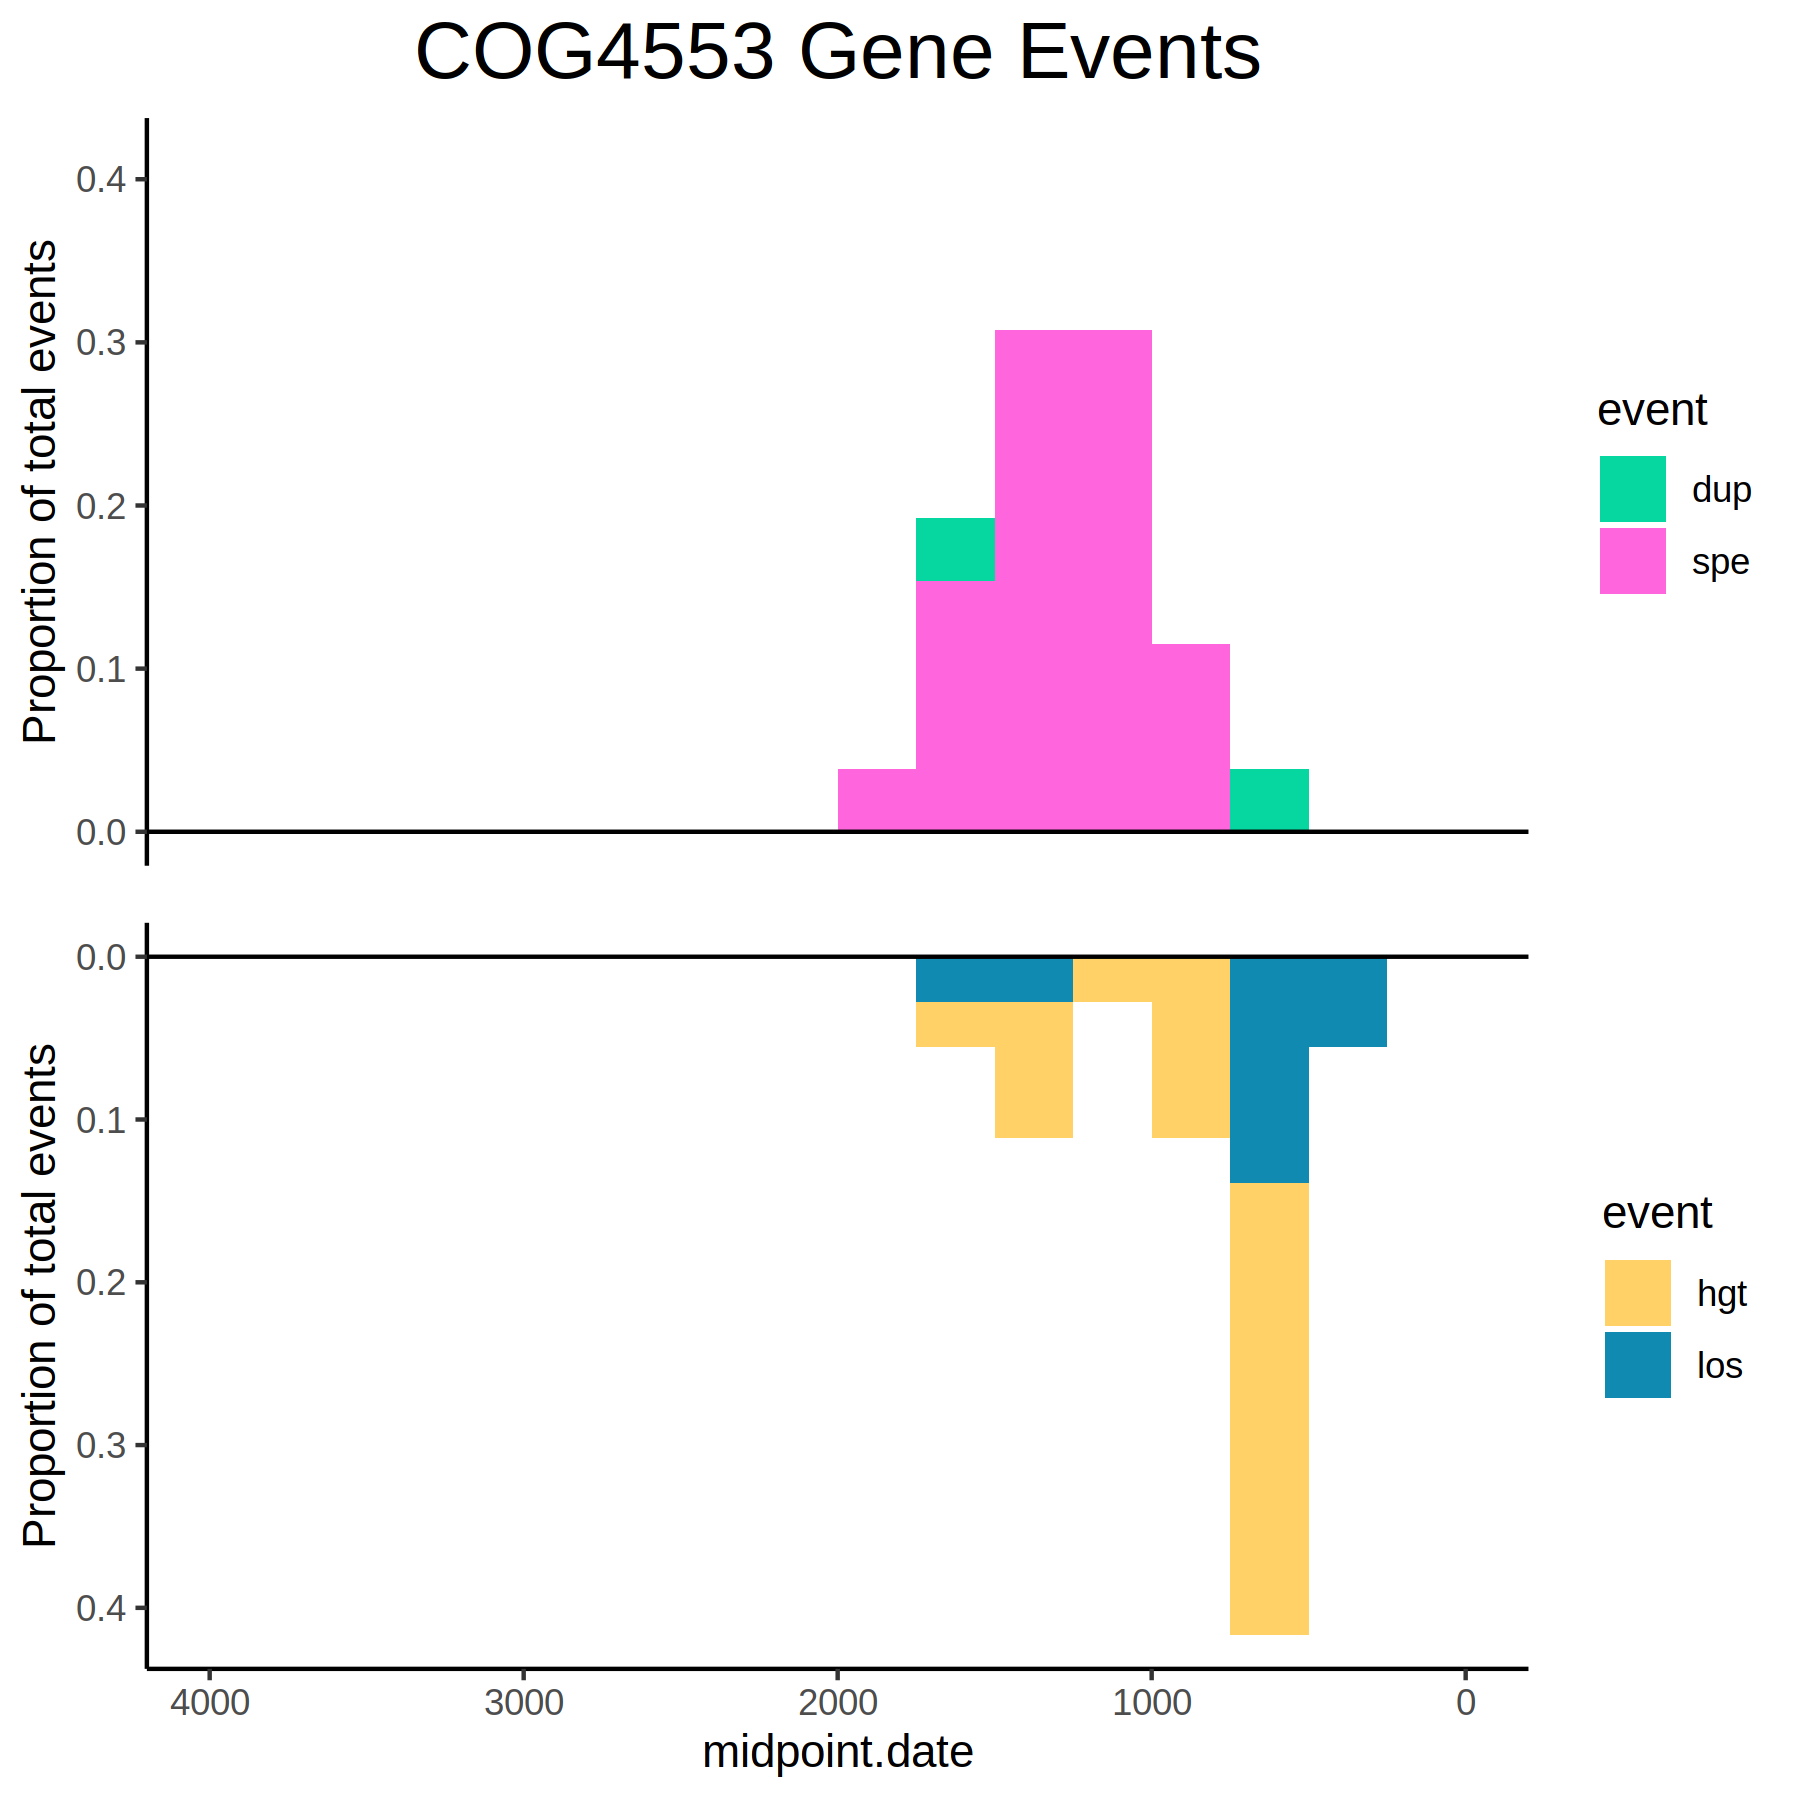 COG4553 Gene Events
Proportion of total events
0.4
0.3
0.2
0.1
0.0
event
dup
spe
Proportion of total events
0.0
0.1
0.2
0.3
0.4
event
hgt
los
4000 3000 2000 1000 0
midpoint.date